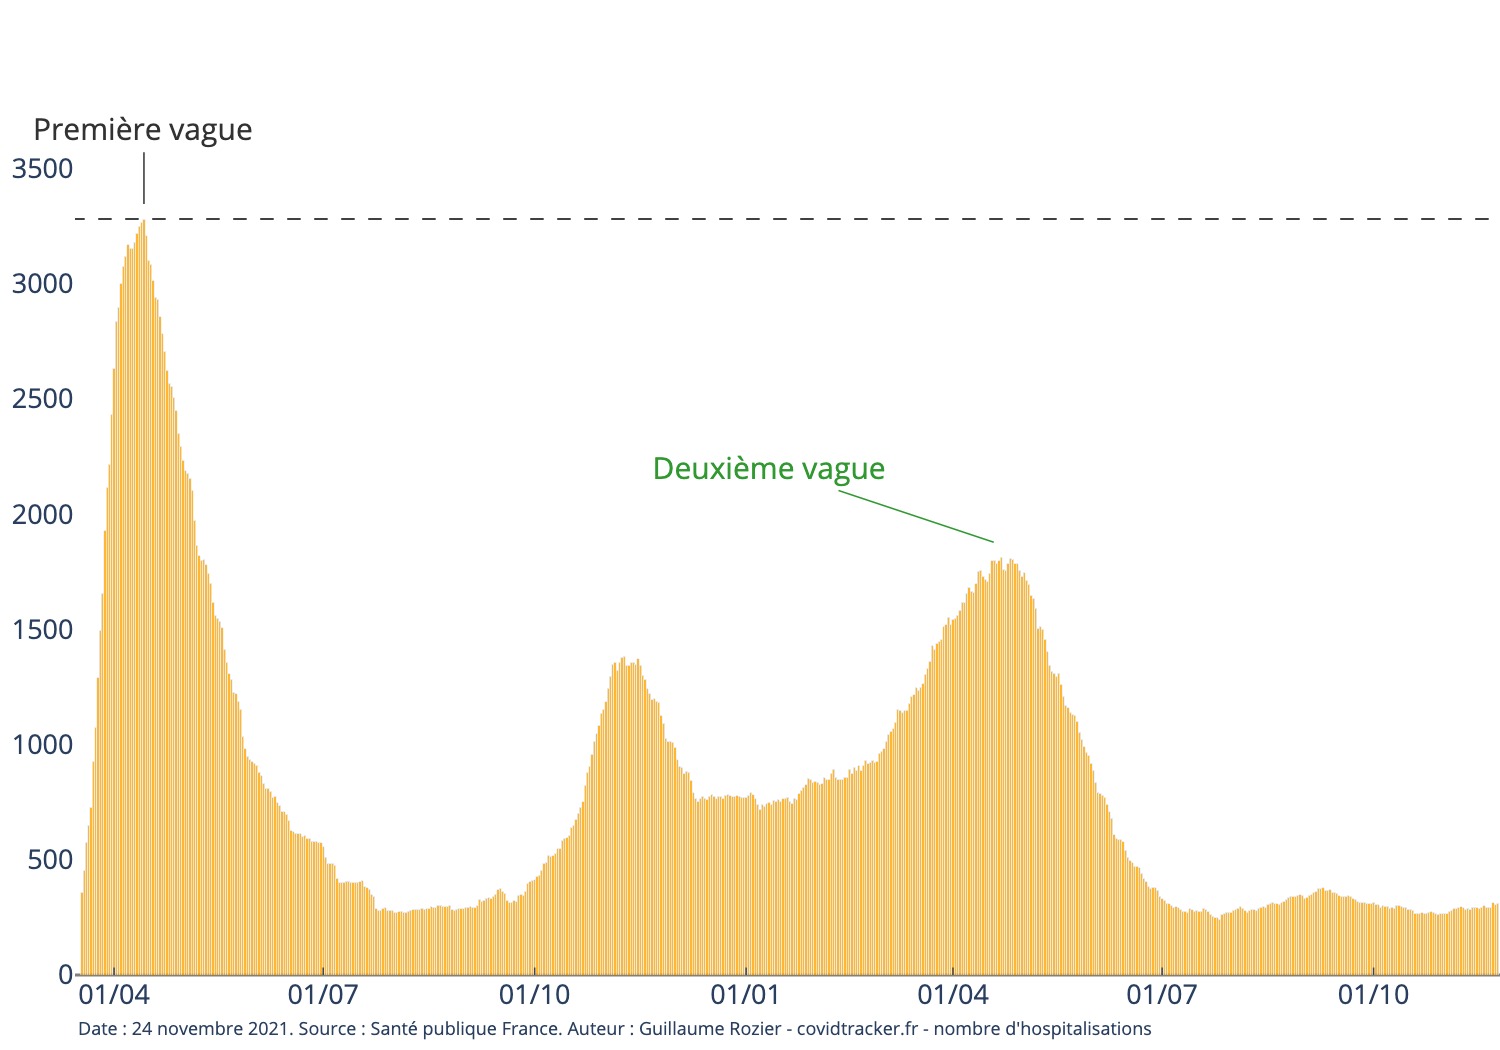 Première vague
3500
3000
2500
Deuxième vague
2000
1500
1000
500
0
01/04 01/07 01/10 01/01 01/04 01/07 01/10
Date : 24 novembre 2021. Source : Santé publique France. Auteur : Guillaume Rozier - covidtracker.fr - nombre d'hospitalisations